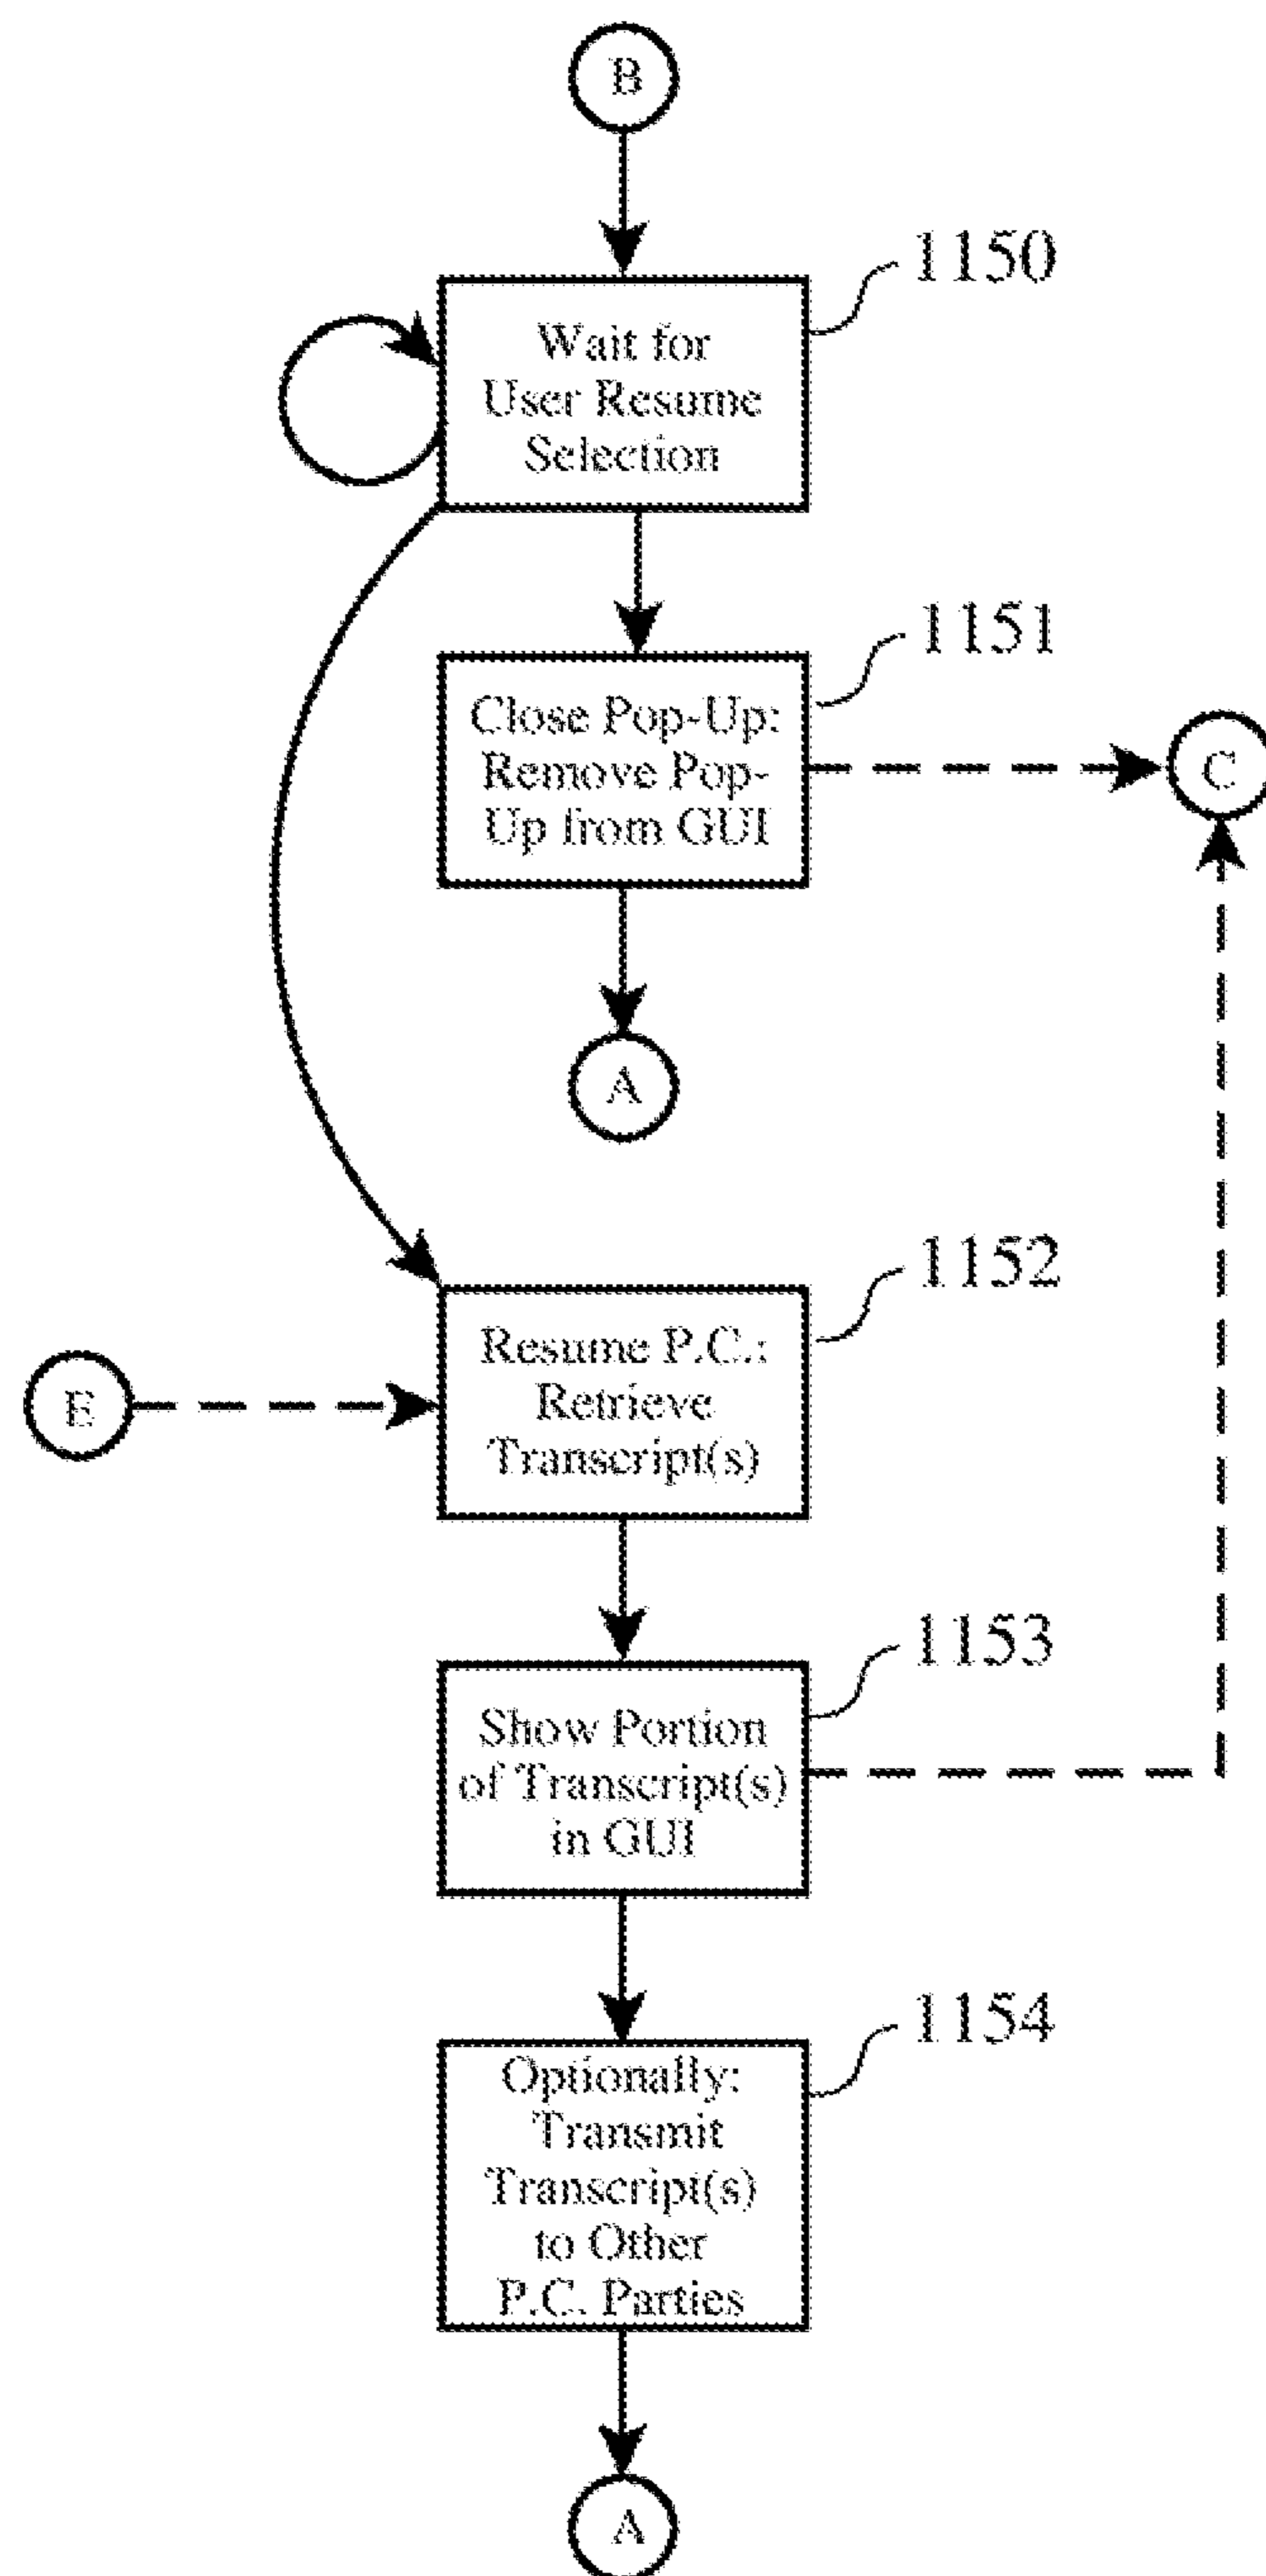 B
1150
Wait for
User Resume
Selection
1151
Close Pop-Up:
Remove Pop-
Up from GUI
C
A
1152
Resume P.C.:
Retrieve
Transcript(s)
E
1153
Show Portion
of Transcript(s)
in GUI
1154
Optionally:
Transmit
Transcript(s)
to Other
P.C. Parties
A